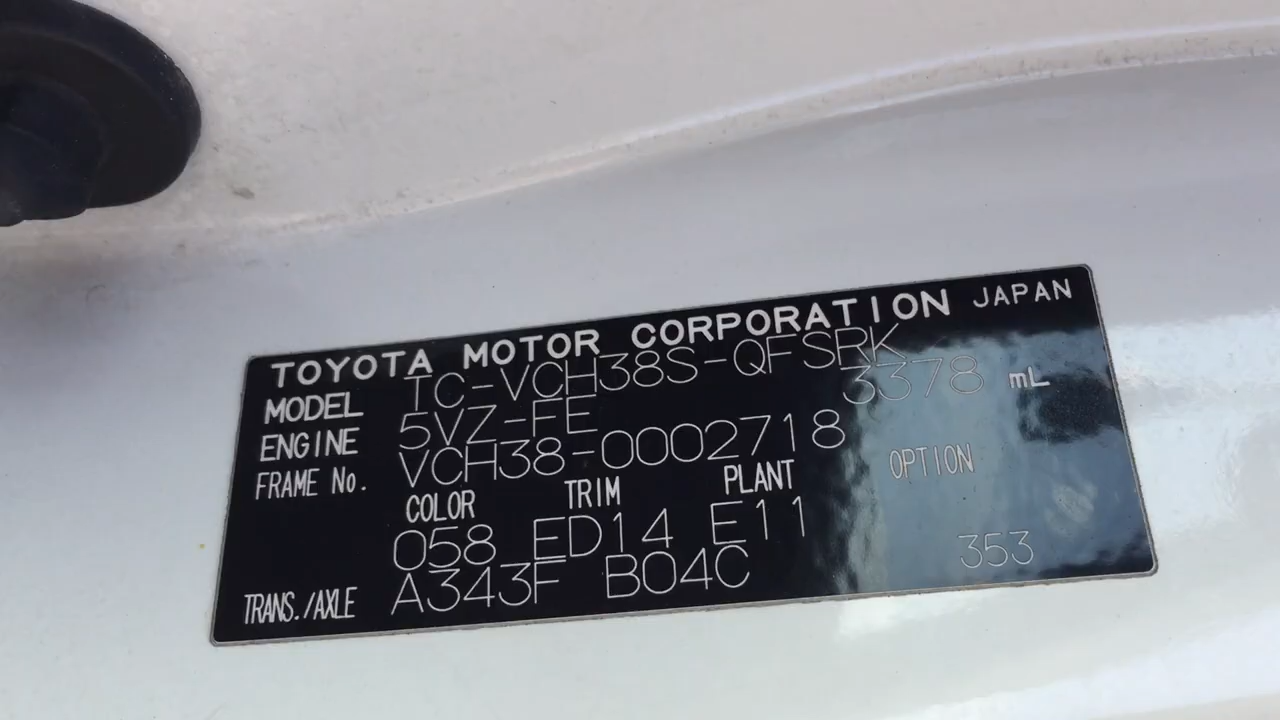 TOYOTA MOTOR CORPORATION JAPAN
MODEL TC-VCH38S-QFSRK
ENGINE 5VZ-FE 3378 mL
FRAME No. VCH38-0002718
COLOR TRIM PLANT OPTION
058 ED14 E11
TRANS./AXLE A343F B04C 353